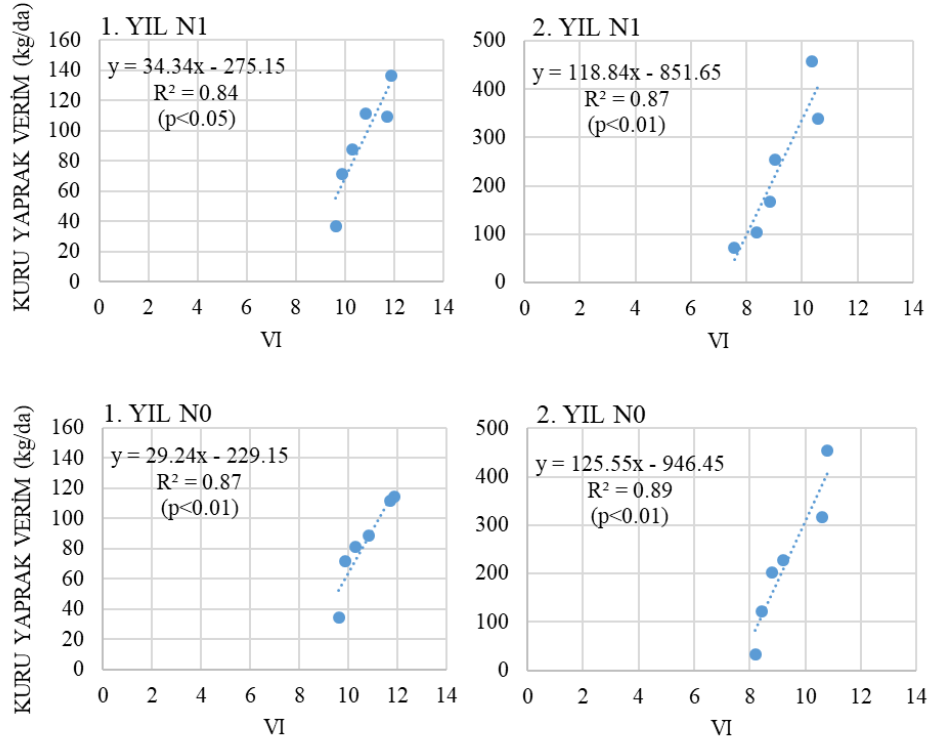 1. YIL N1
KURU YAPRAK VERİM (kg/da)
160
140
120
100
80
60
40
20
0
y = 34.34x - 275.15
R² = 0.84
(p<0.05)
0 2 4 6 8 10 12 14
VI
2. YIL N1
500
400
300
200
100
0
y = 118.84x - 851.65
R² = 0.87
(p<0.01)
0 2 4 6 8 10 12 14
VI
1. YIL N0
KURU YAPRAK VERİM (kg/da)
160
140
120
100
80
60
40
20
0
y = 29.24x - 229.15
R² = 0.87
(p<0.01)
0 2 4 6 8 10 12 14
VI
2. YIL N0
500
400
300
200
100
0
y = 125.55x - 946.45
R² = 0.89
(p<0.01)
0 2 4 6 8 10 12 14
VI